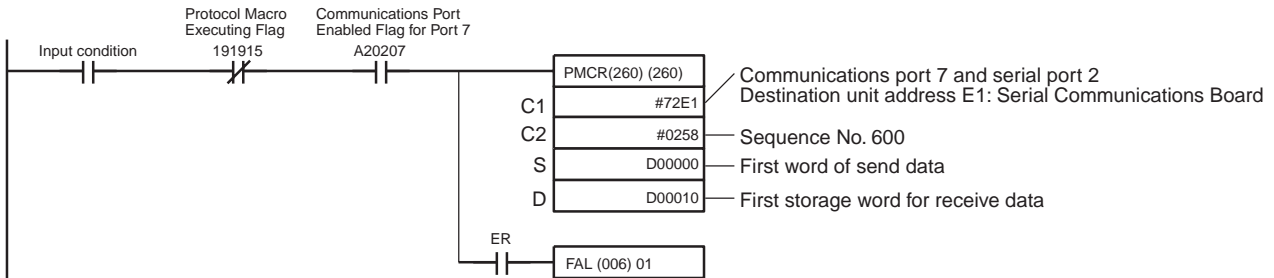 Protocol Macro
Executing Flag
Communications Port
Enabled Flag for Port 7
Input condition
191915
A20207
PMCR(260) (260)
C1 #72E1
Communications port 7 and serial port 2
Destination unit address E1: Serial Communications Board
C2 #0258 Sequence No. 600
S D00000 First word of send data
D D00010 First storage word for receive data
ER
FAL (006) 01